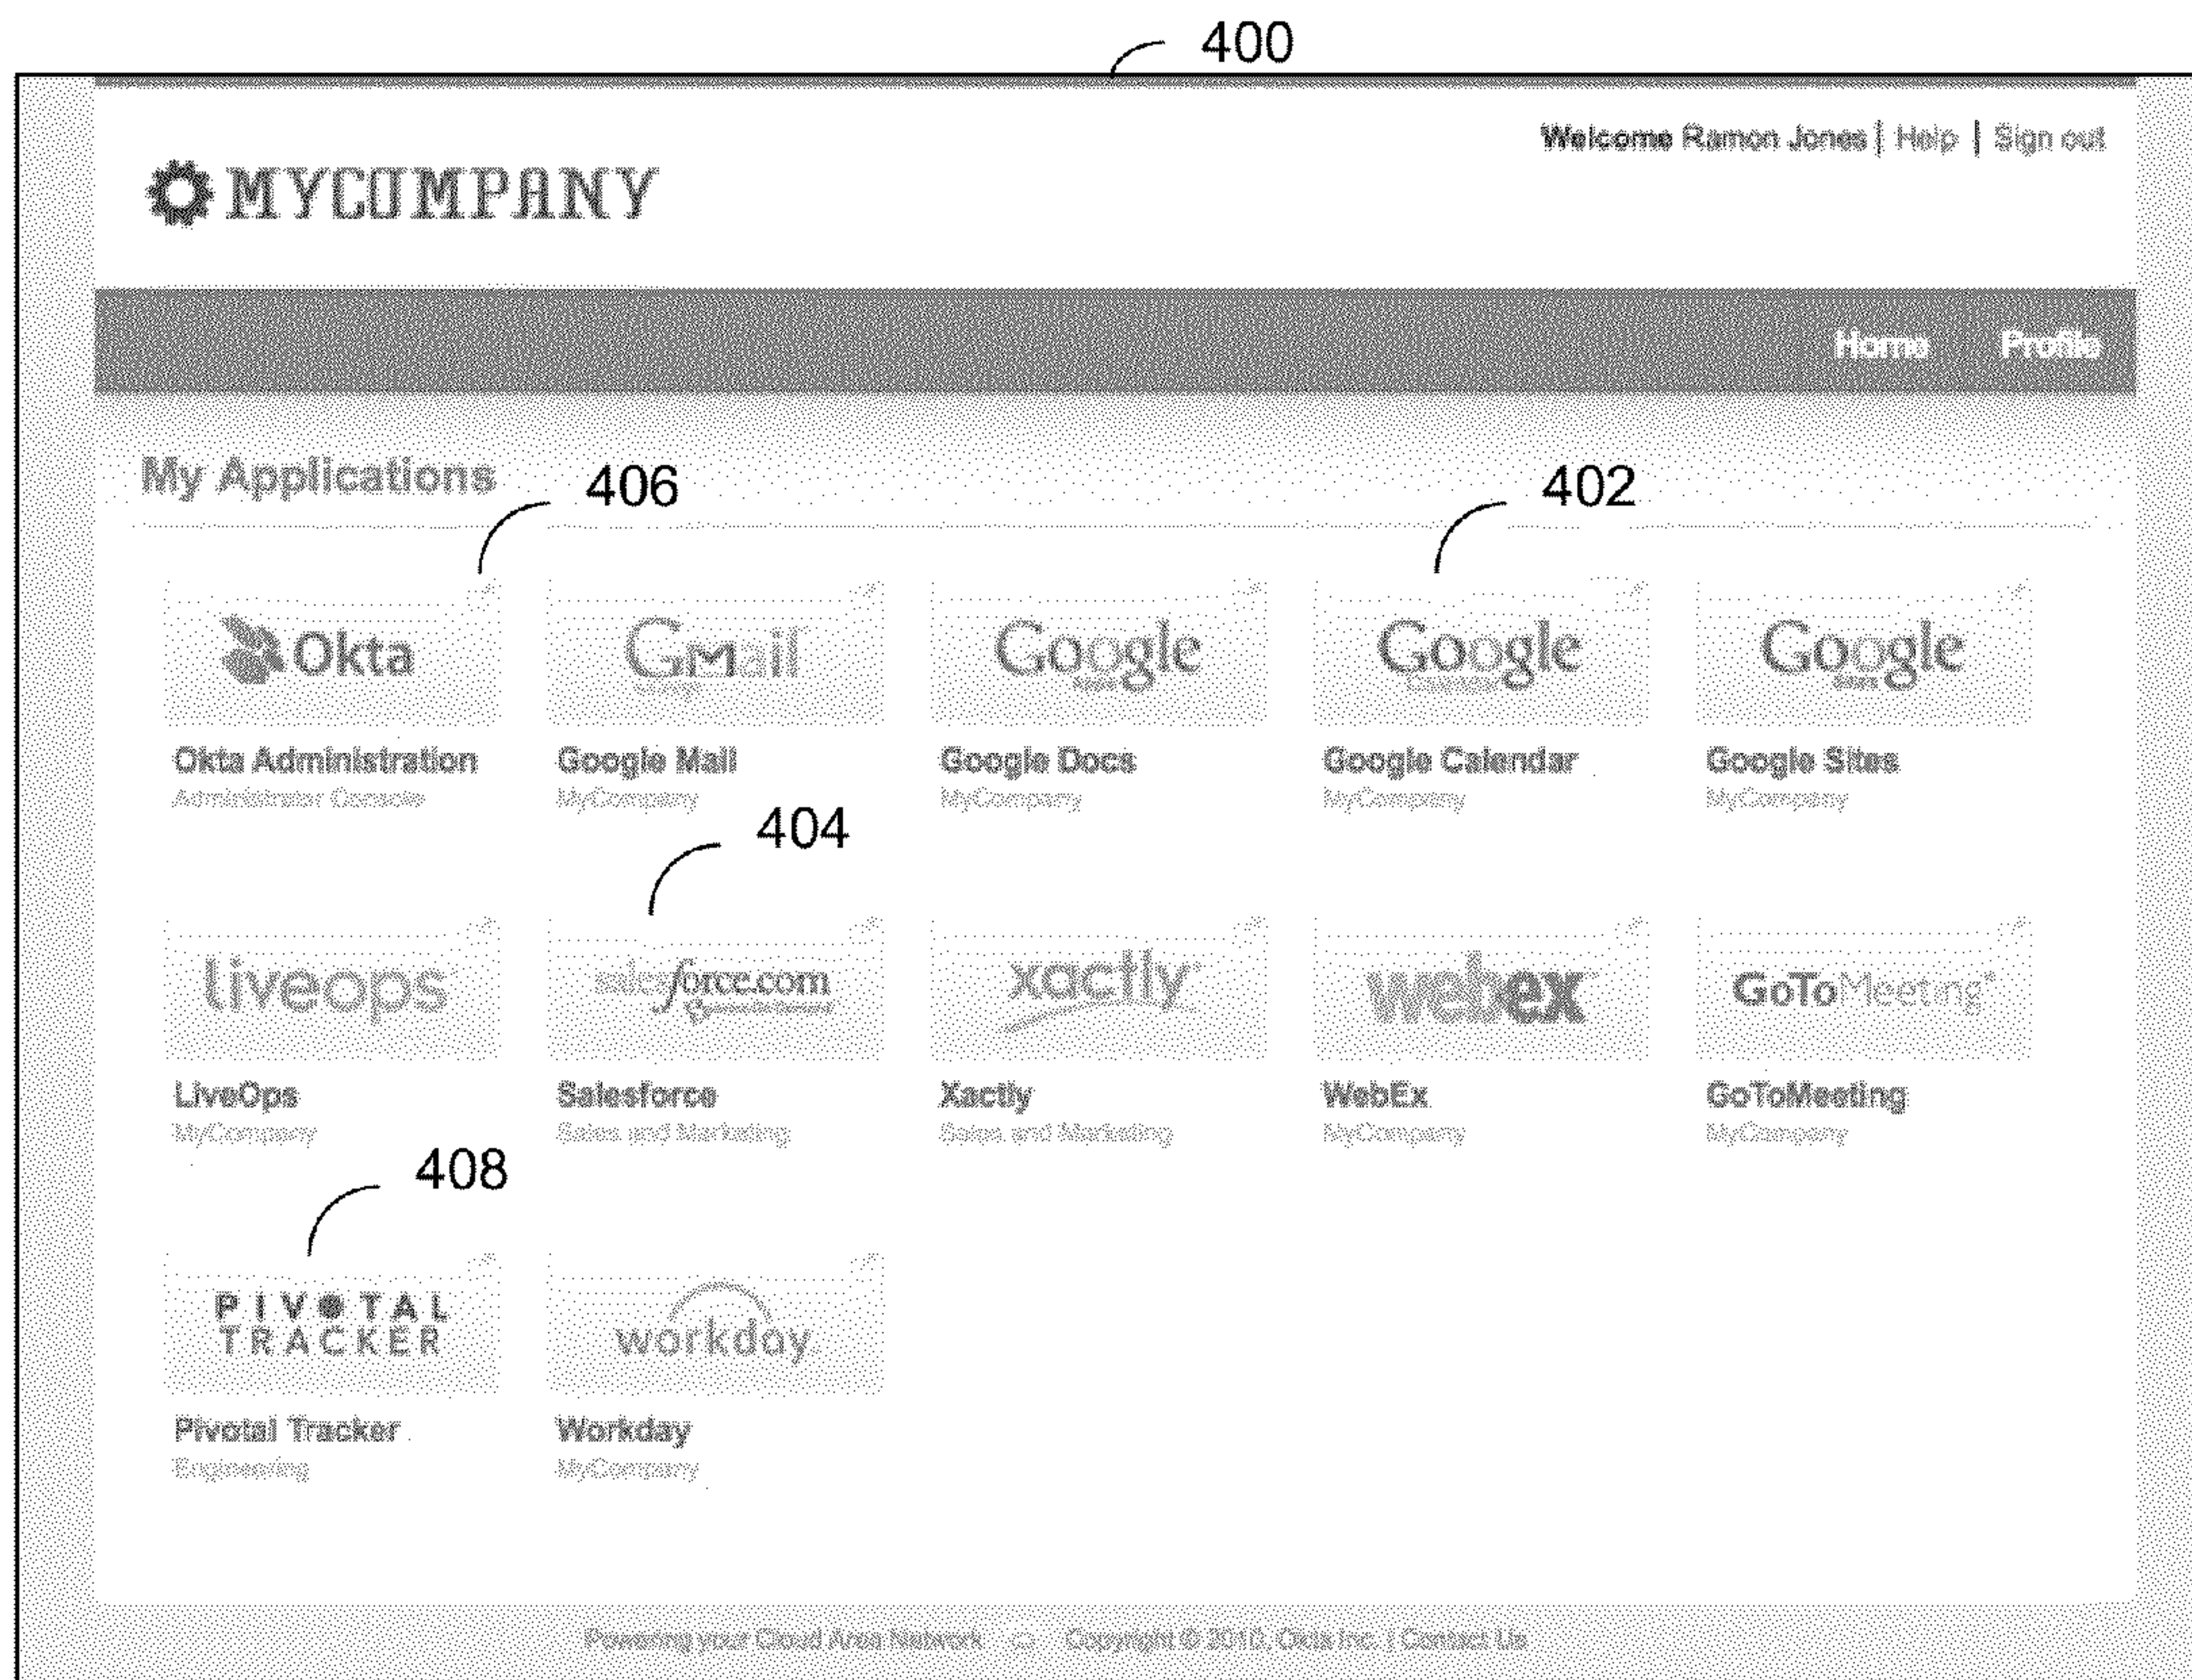 400
Welcome Ramon Jones | Help | Sign out
MYCOMPANY
Home Profile
My Applications
406
402
Okta
GMail
Google
Google
Google
Okta Administration
Google Mail
Google Docs
Google Calendar
Google Sites
Administrator Console
MyCompany
MyCompany
MyCompany
MyCompany
404
liveops
salesforce.com
xactly
webex
GoToMeeting
LiveOps
Salesforce
Xactly
WebEx
GoToMeeting
MyCompany
Sales and Marketing
Sales and Marketing
MyCompany
MyCompany
408
PIVOTAL
TRACKER
workday
Pivotal Tracker
Workday
Engineering
MyCompany
Powering your Cloud Area Network
Copyright © 2010, Okta Inc. | Contact Us